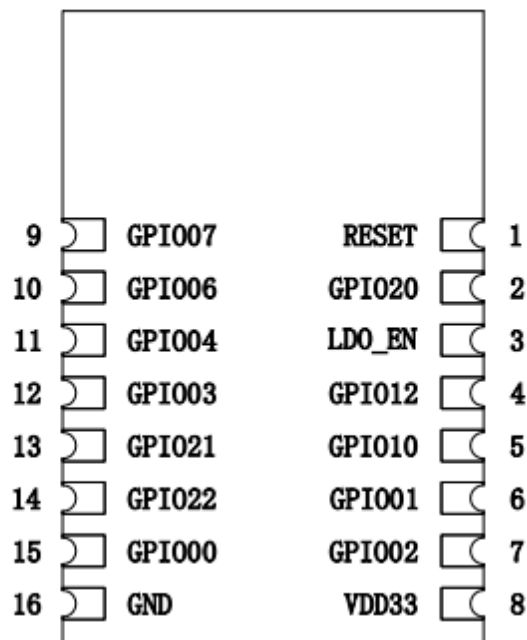 9 GPIO07 RESET 1
10 GPIO06 GPIO20 2
11 GPIO04 LDO_EN 3
12 GPIO03 GPIO12 4
13 GPIO21 GPIO10 5
14 GPIO22 GPIO01 6
15 GPIO00 GPIO02 7
16 GND VDD33 8